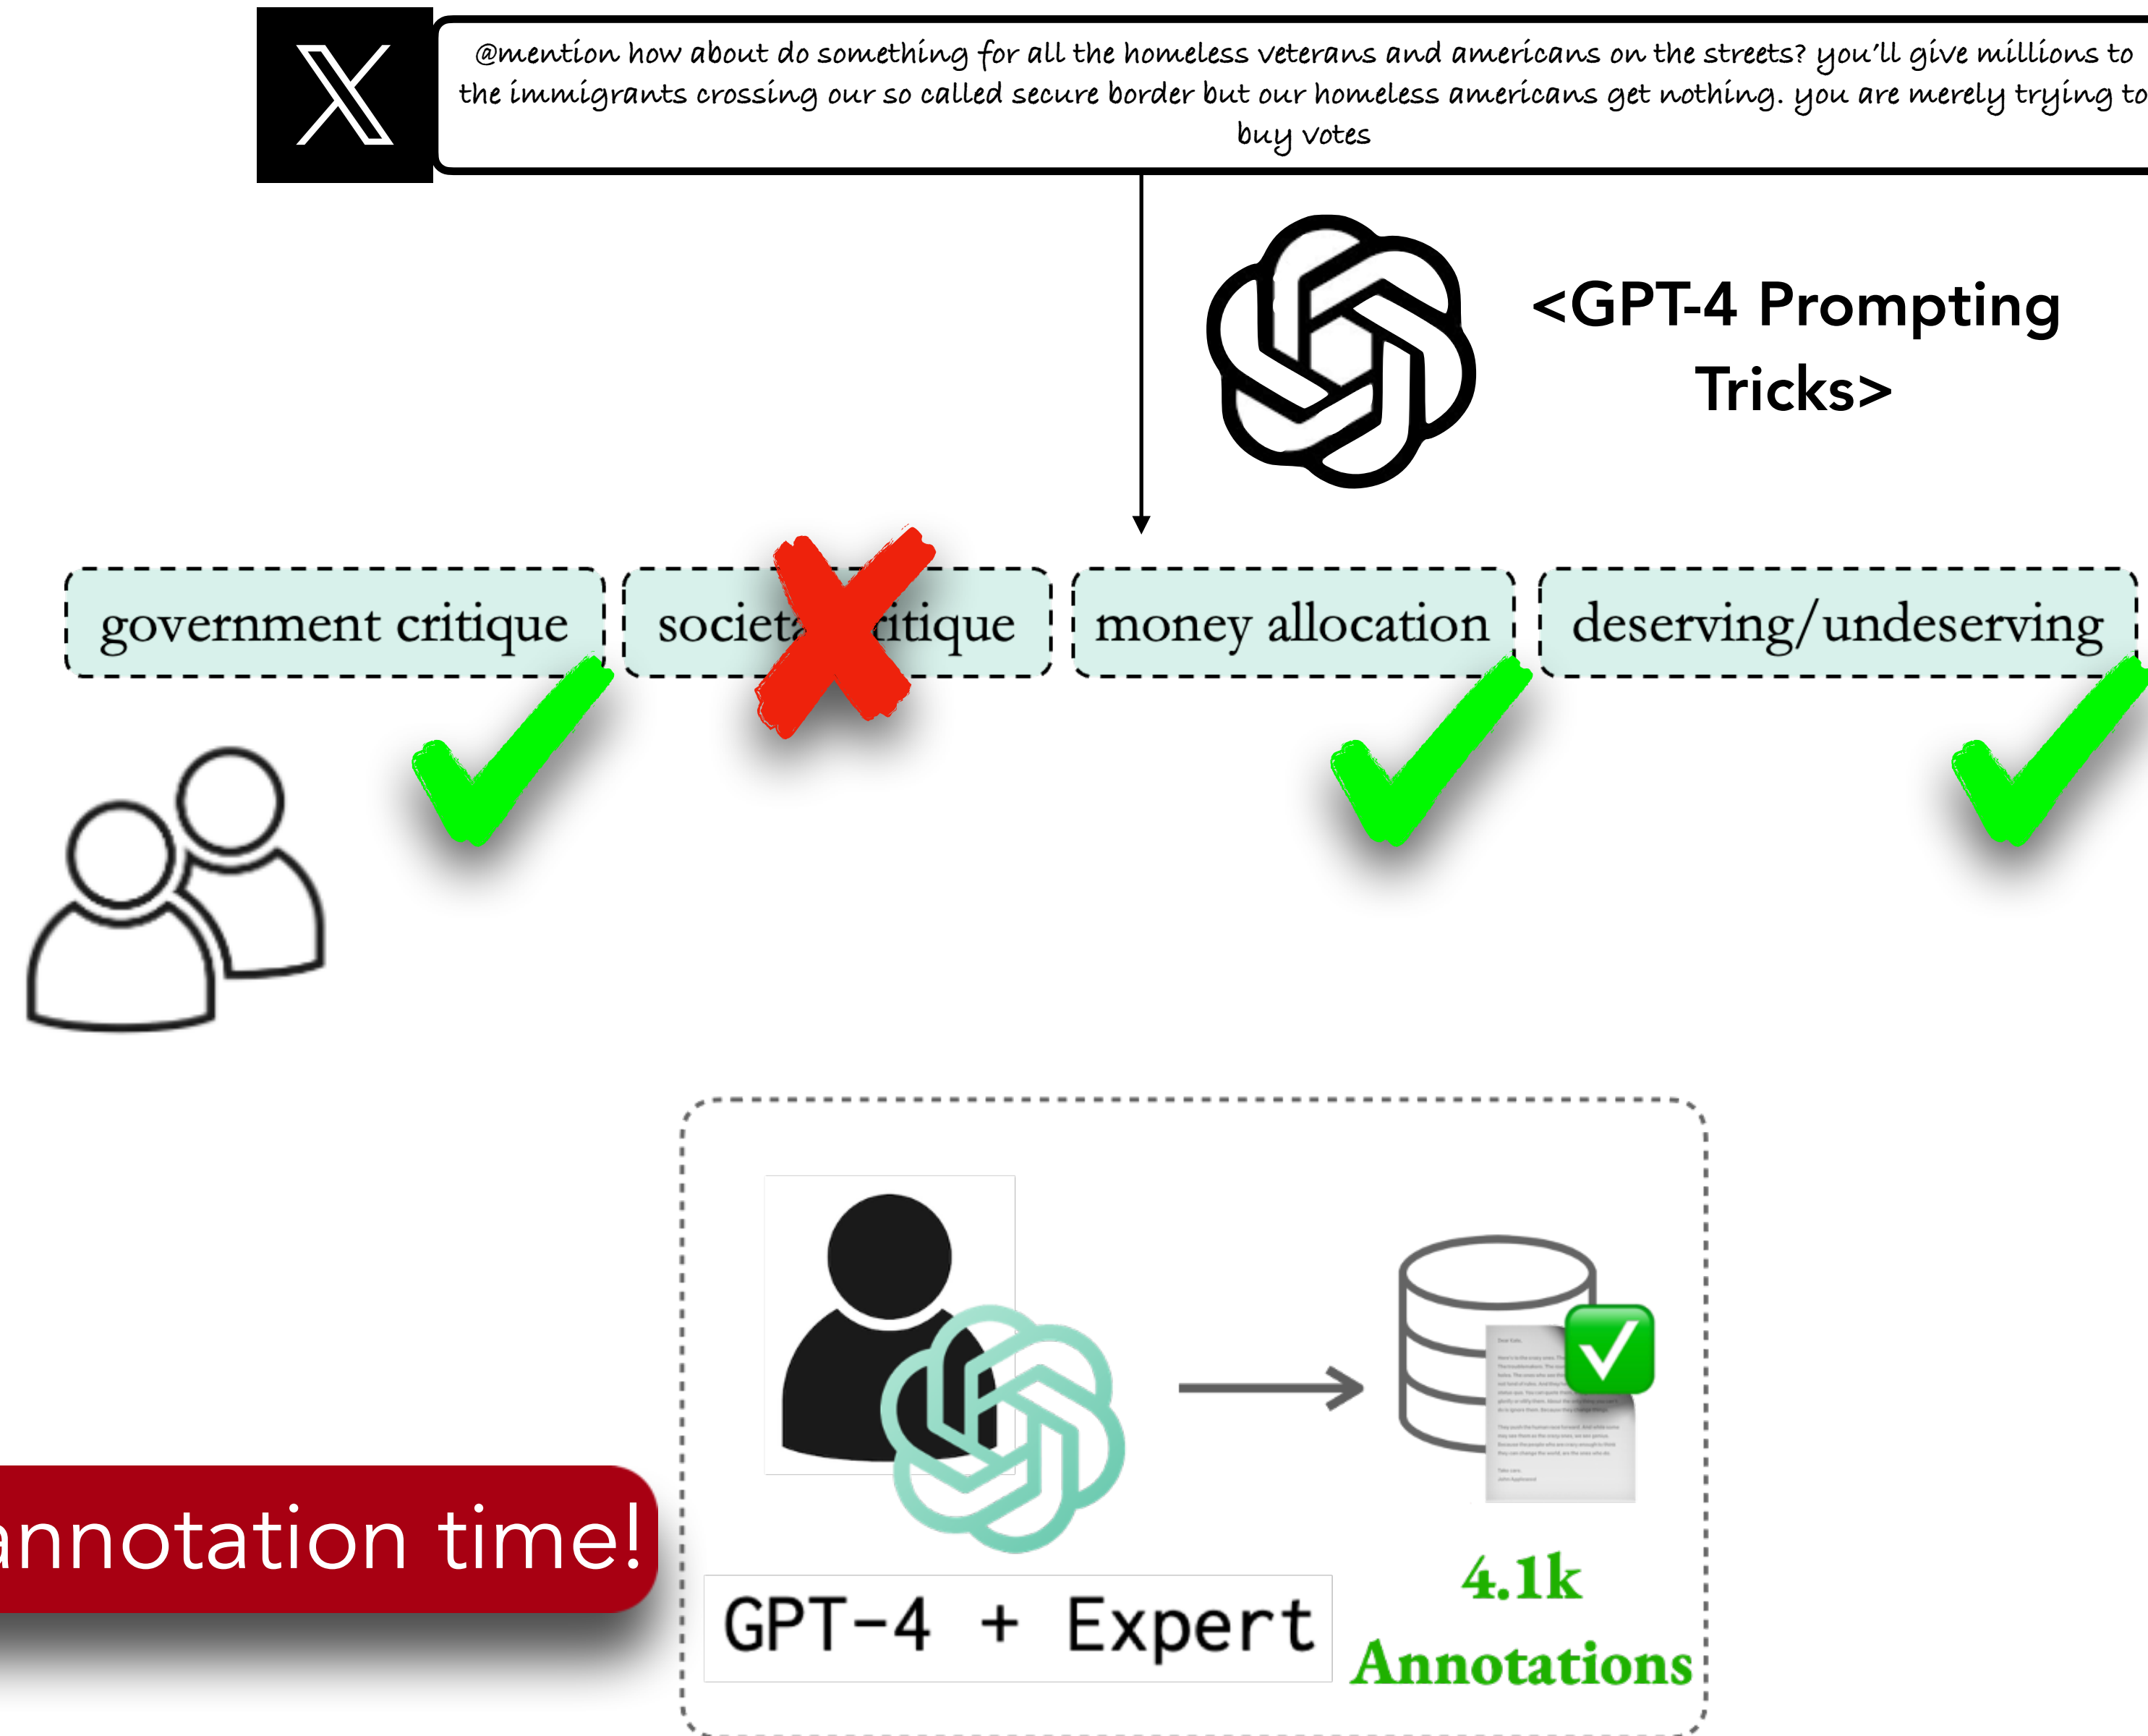 @mention how about do something for all the homeless veterans and americans on the streets? you'll give millions to
the immigrants crossing our so called secure border but our homeless americans get nothing. you are merely trying to
buy votes
<GPT-4 Prompting
Tricks>
government critique
money allocation
deserving/undeserving
annotation time!
GPT-4 + Expert
4.1k
Annotations